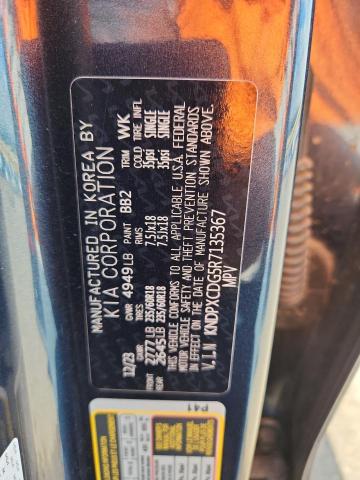 MANUFACTURED IN KOREA BY
KIA CORPORATION
12/23 GVWR 4949LB PAINT BB2 TRIM WK
GAWR TIRES RIMS COLD TIRE INFL
FRONT 2777LB 235/60R18 7.5Jx18 35psi SINGLE
REAR 2645LB 235/60R18 7.5Jx18 35psi SINGLE
THIS VEHICLE CONFORMS TO ALL APPLICABLE U.S.A. FEDERAL
MOTOR VEHICLE SAFETY AND THEFT PREVENTION STANDARDS
IN EFFECT ON THE DATE OF MANUFACTURE SHOWN ABOVE.
V.I.N KNDPXCDG5R7135367
MPV
P41